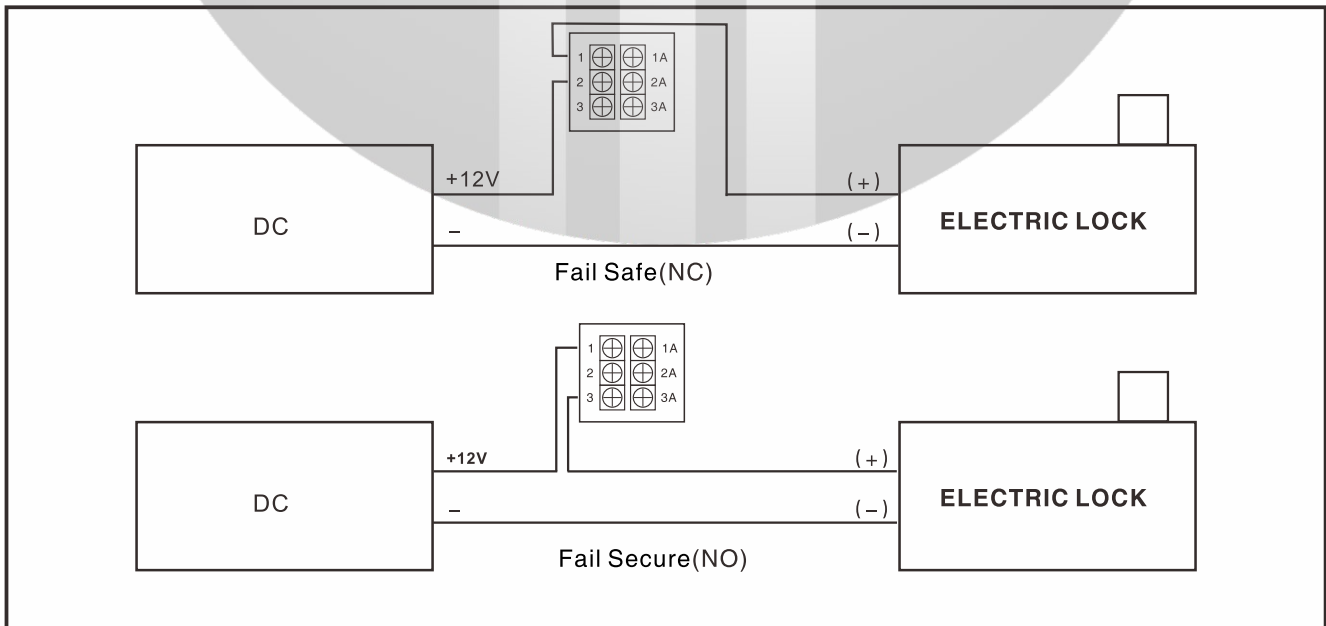 1 1A
2 2A
3 3A
+12V (+)
DC ELECTRIC LOCK
– (–)
Fail Safe(NC)
1 1A
2 2A
3 3A
+12V (+)
DC ELECTRIC LOCK
– (–)
Fail Secure(NO)